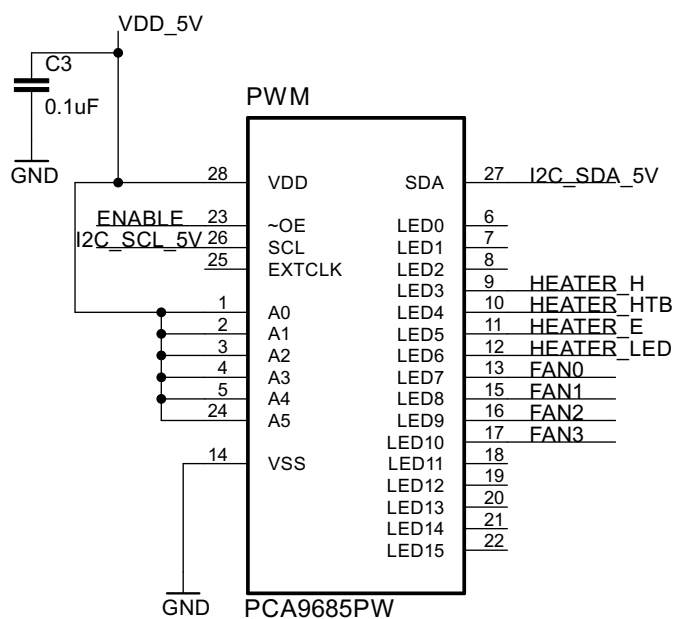 VDD_5V
C3
0.1uF
GND
PWM
28 VDD SDA 27 I2C_SDA_5V
ENABLE 23 ~OE LED0 6
I2C_SCL_5V 26 SCL LED1 7
25 EXTCLK LED2 8
LED3 9 HEATER_H
1 A0 LED4 10 HEATER_HTB
2 A1 LED5 11 HEATER_E
3 A2 LED6 12 HEATER_LED
4 A3 LED7 13 FAN0
5 A4 LED8 15 FAN1
24 A5 LED9 16 FAN2
LED10 17 FAN3
14 VSS LED11 18
LED12 19
LED13 20
LED14 21
LED15 22
GND
PCA9685PW